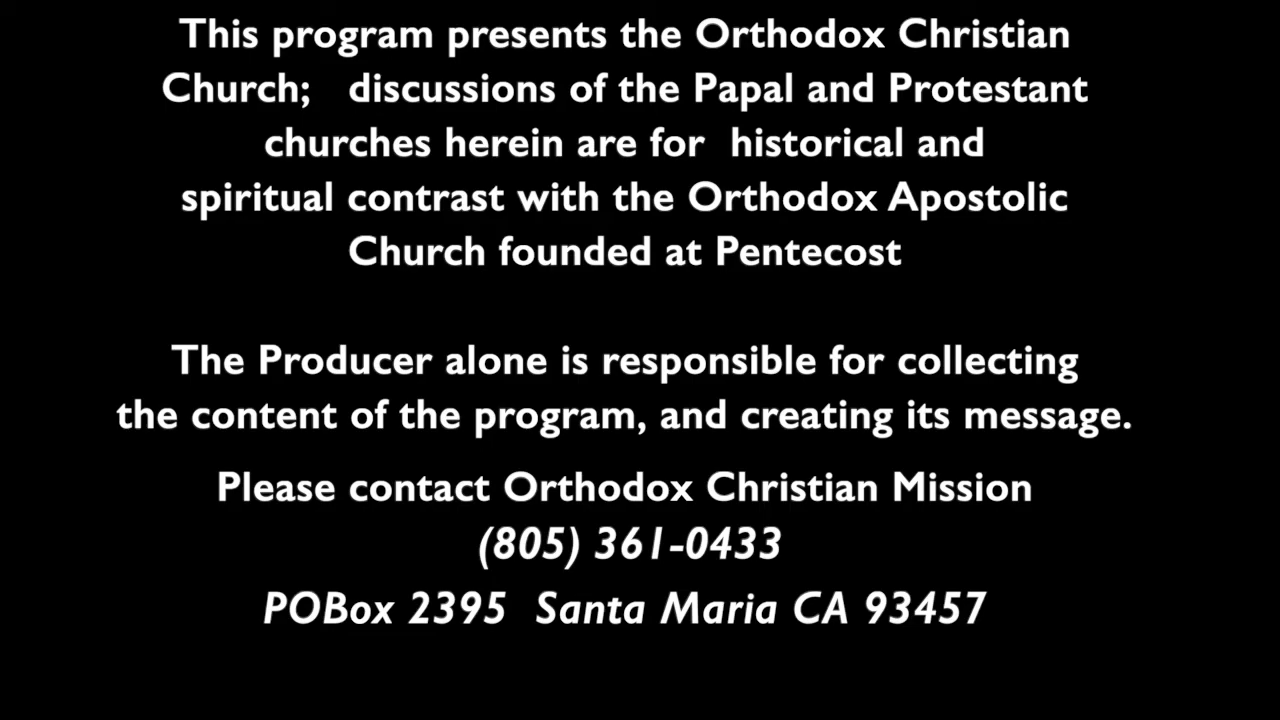 This program presents the Orthodox Christian
Church; discussions of the Papal and Protestant
churches herein are for historical and
spiritual contrast with the Orthodox Apostolic
Church founded at Pentecost
The Producer alone is responsible for collecting
the content of the program, and creating its message.
Please contact Orthodox Christian Mission
(805) 361-0433
POBox 2395 Santa Maria CA 93457